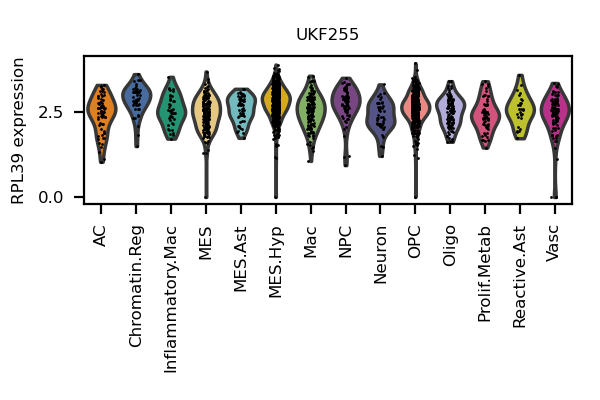 UKF255
RPL39 expression
2.5
0.0
AC
Chromatin.Reg
Inflammatory.Mac
MES
MES.Ast
MES.Hyp
Mac
NPC
Neuron
OPC
Oligo
Prolif.Metab
Reactive.Ast
Vasc